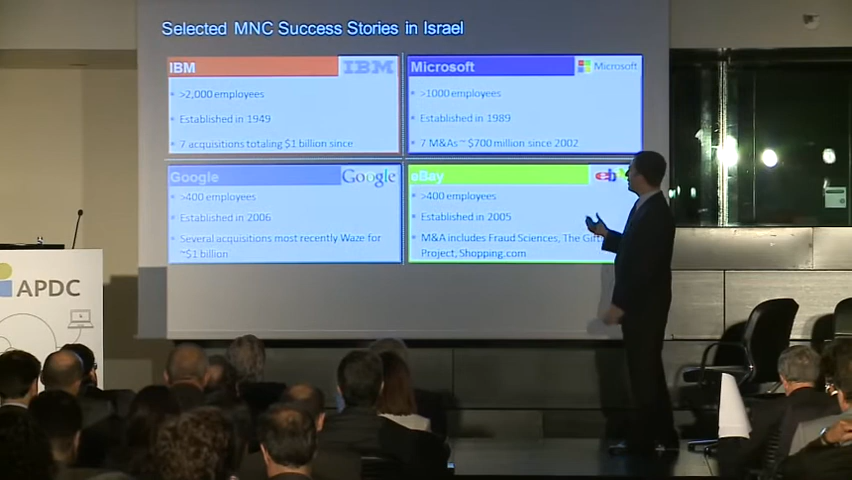 Selected MNC Success Stories in Israel
IBM
IBM
>2,000 employees
Established in 1949
7 acquisitions totaling $1 billion since
Microsoft
Microsoft
>1000 employees
Established in 1989
7 M&As~ $700 million since 2002
Google
Google
>400 employees
Established in 2006
Several acquisitions most recently Waze for
~$1 billion
eBay
>400 employees
Established in 2005
M&A includes Fraud Sciences, The
Project, Shopping.com
APDC